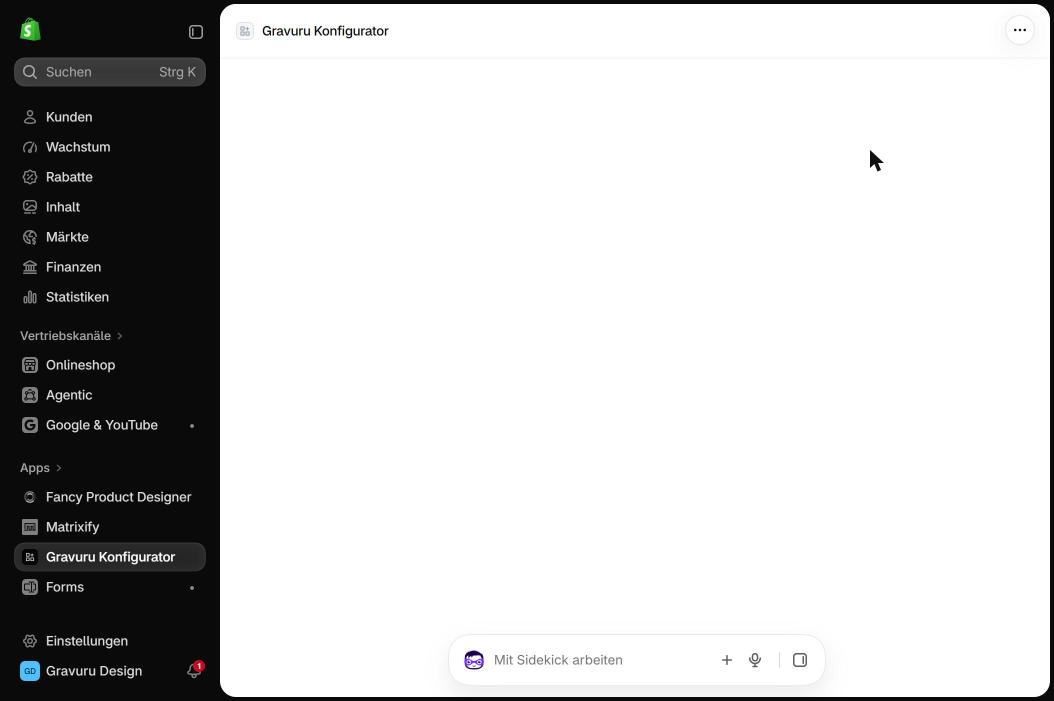 Suchen Strg K
Kunden
Wachstum
Rabatte
Inhalt
Märkte
Finanzen
Statistiken
Vertriebskanäle
Onlineshop
Agentic
Google & YouTube
Apps
Fancy Product Designer
Matrixify
Gravuru Konfigurator
Forms
Einstellungen
GD Gravuru Design 1
Gravuru Konfigurator
Mit Sidekick arbeiten